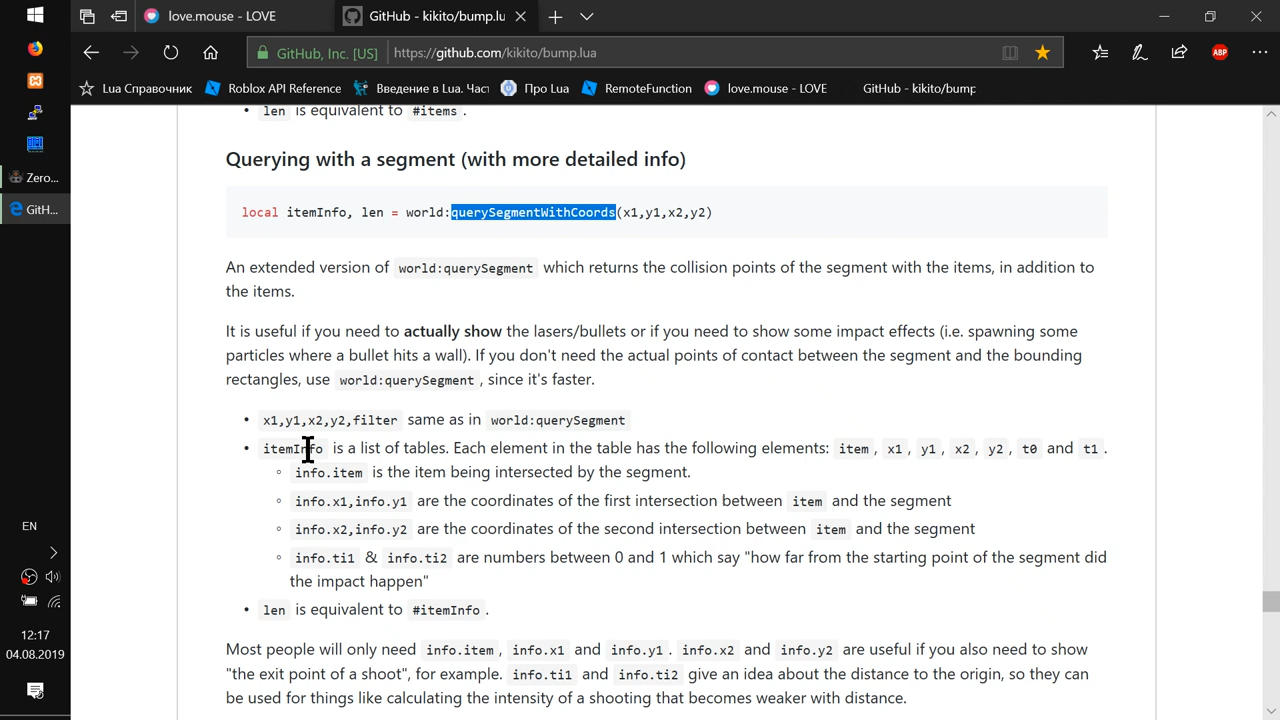 love.mouse - LOVE
GitHub - kikito/bump.lu
GitHub, Inc. [US]
https://github.com/kikito/bump.lua
ABP
Lua Справочник
Roblox API Reference
Введение в Lua. Част
Про Lua
RemoteFunction
love.mouse - LOVE
GitHub - kikito/bump
len is equivalent to #items .
Querying with a segment (with more detailed info)
local itemInfo, len = world:querySegmentWithCoords(x1,y1,x2,y2)
An extended version of world:querySegment which returns the collision points of the segment with the items, in addition to
the items.
It is useful if you need to actually show the lasers/bullets or if you need to show some impact effects (i.e. spawning some
particles where a bullet hits a wall). If you don't need the actual points of contact between the segment and the bounding
rectangles, use world:querySegment , since it's faster.
• x1,y1,x2,y2,filter same as in world:querySegment
• itemInfo is a list of tables. Each element in the table has the following elements: item , x1 , y1 , x2 , y2 , t0 and t1 .
◦ info.item is the item being intersected by the segment.
◦ info.x1,info.y1 are the coordinates of the first intersection between item and the segment
◦ info.x2,info.y2 are the coordinates of the second intersection between item and the segment
◦ info.ti1 & info.ti2 are numbers between 0 and 1 which say "how far from the starting point of the segment did
the impact happen"
• len is equivalent to #itemInfo .
Most people will only need info.item , info.x1 and info.y1 . info.x2 and info.y2 are useful if you also need to show
"the exit point of a shoot", for example. info.ti1 and info.ti2 give an idea about the distance to the origin, so they can
be used for things like calculating the intensity of a shooting that becomes weaker with distance.
Zero...
GitH...
EN
12:17
04.08.2019